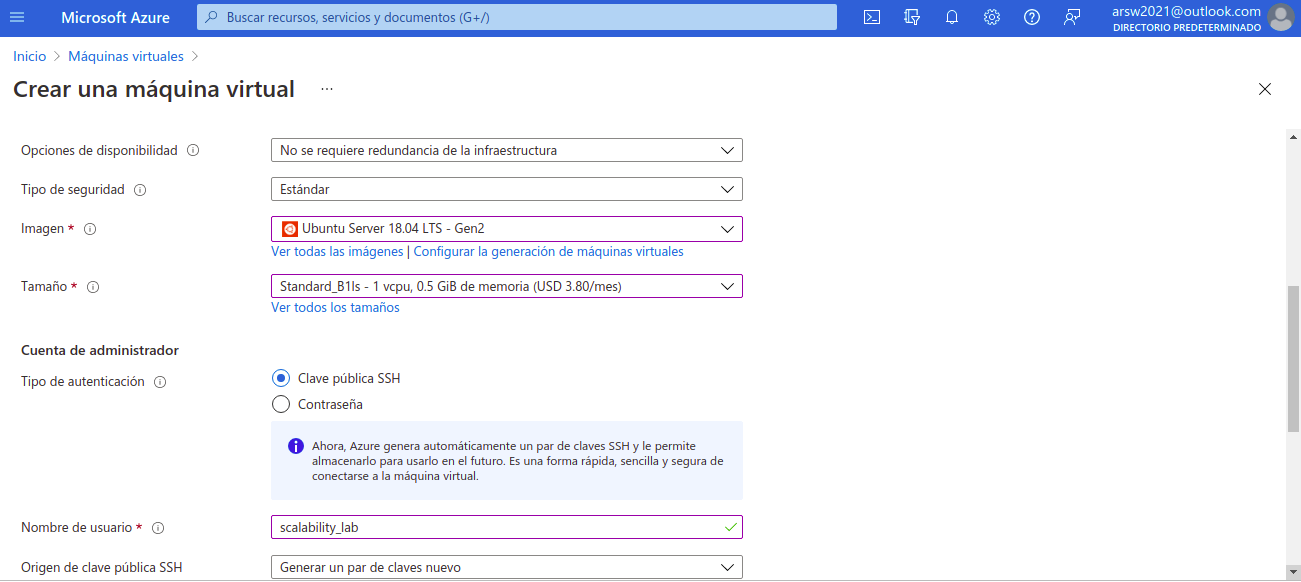 Microsoft Azure
Buscar recursos, servicios y documentos (G+/)
arsw2021@outlook.com
DIRECTORIO PREDETERMINADO
Inicio > Máquinas virtuales >
Crear una máquina virtual ...
Opciones de disponibilidad
No se requiere redundancia de la infraestructura
Tipo de seguridad
Estándar
Imagen *
Ubuntu Server 18.04 LTS - Gen2
Ver todas las imágenes | Configurar la generación de máquinas virtuales
Tamaño *
Standard_B1ls - 1 vcpu, 0.5 GiB de memoria (USD 3.80/mes)
Ver todos los tamaños
Cuenta de administrador
Tipo de autenticación
Clave pública SSH
Contraseña
Ahora, Azure genera automáticamente un par de claves SSH y le permite
almacenarlo para usarlo en el futuro. Es una forma rápida, sencilla y segura de
conectarse a la máquina virtual.
Nombre de usuario *
scalability_lab
Origen de clave pública SSH
Generar un par de claves nuevo